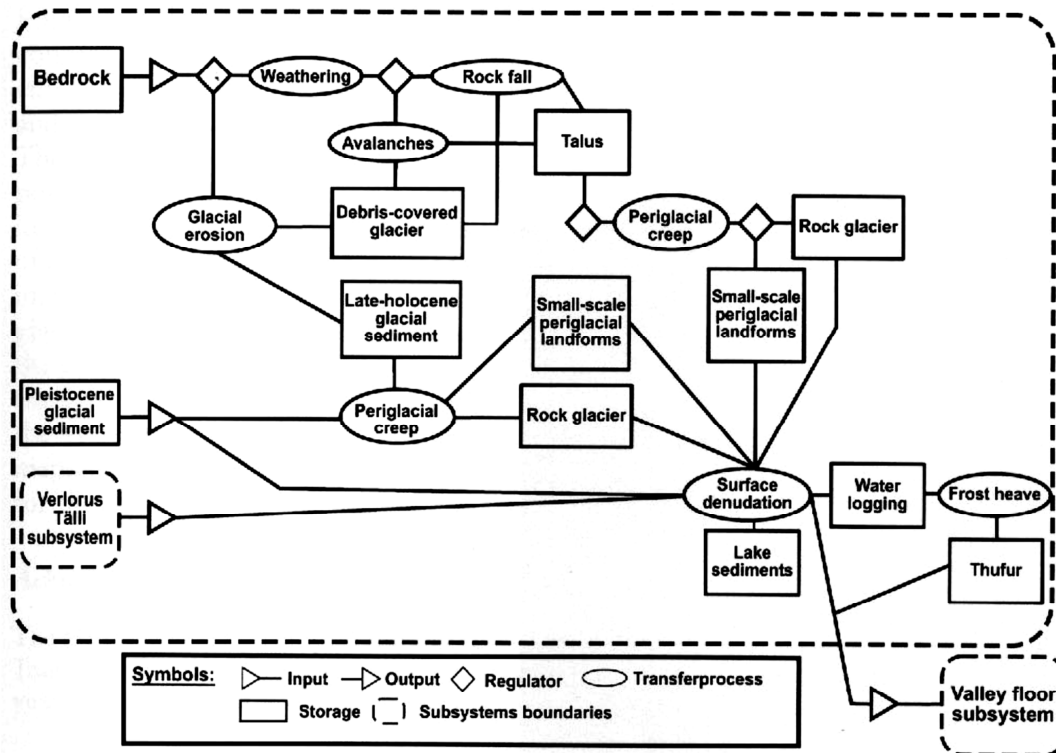 Bedrock
Weathering
Rock fall
Avalanches
Talus
Glacial
erosion
Debris-covered
glacier
Periglacial
creep
Rock glacier
Late-holocene
glacial
sediment
Small-scale
periglacial
landforms
Small-scale
periglacial
landforms
Pleistocene
glacial
sediment
Periglacial
creep
Rock glacier
Verlorus
Tälli
subsystem
Surface
denudation
Water
logging
Frost heave
Lake
sediments
Thufur
Symbols:
Input
Output
Regulator
Transferprocess
Storage
Subsystems boundaries
Valley floor
subsystem